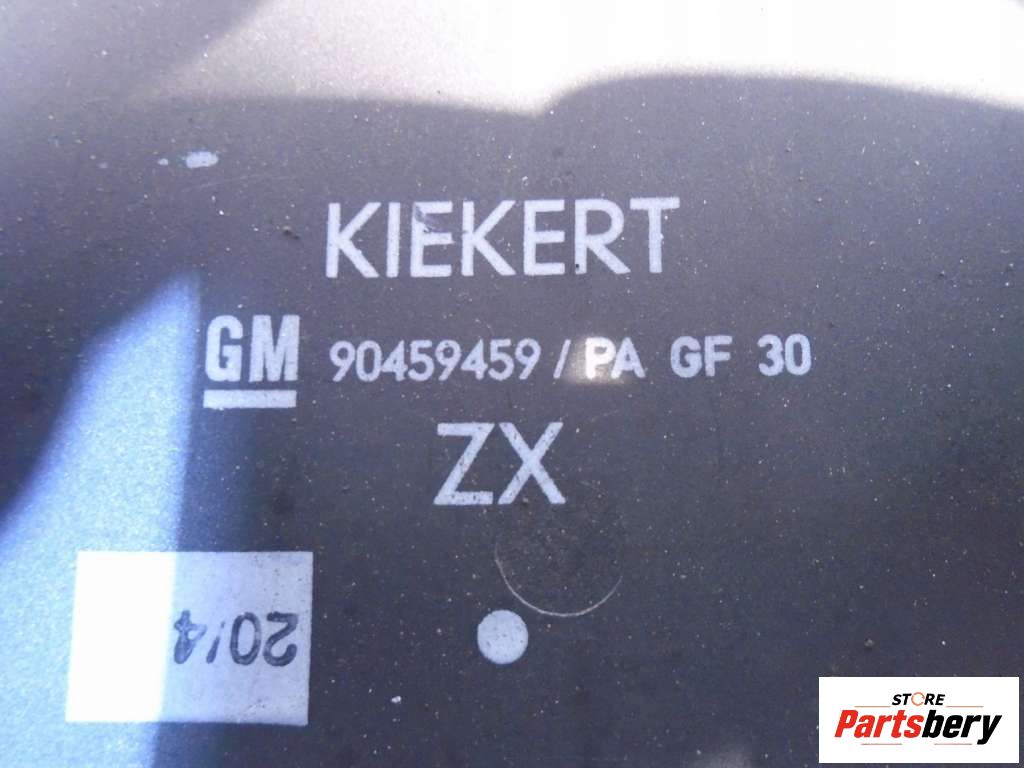 KIEKERT
GM 90459459 / PA GF 30
ZX
20/4
STORE
Partsbery